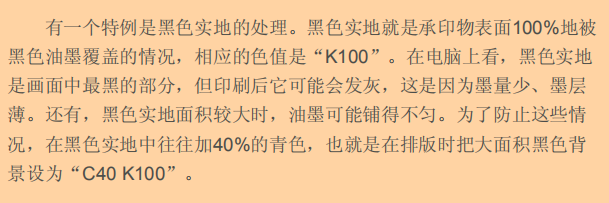 有一个特例是黑色实地的处理。黑色实地就是承印物表面100%地被
黑色油墨覆盖的情况，相应的色值是“K100”。在电脑上看，黑色实地
是画面中最黑的部分，但印刷后它可能会发灰，这是因为墨量少、墨层
薄。还有，黑色实地面积较大时，油墨可能铺得不匀。为了防止这些情
况，在黑色实地中往往加40%的青色，也就是在排版时把大面积黑色背
景设为“C40 K100”。